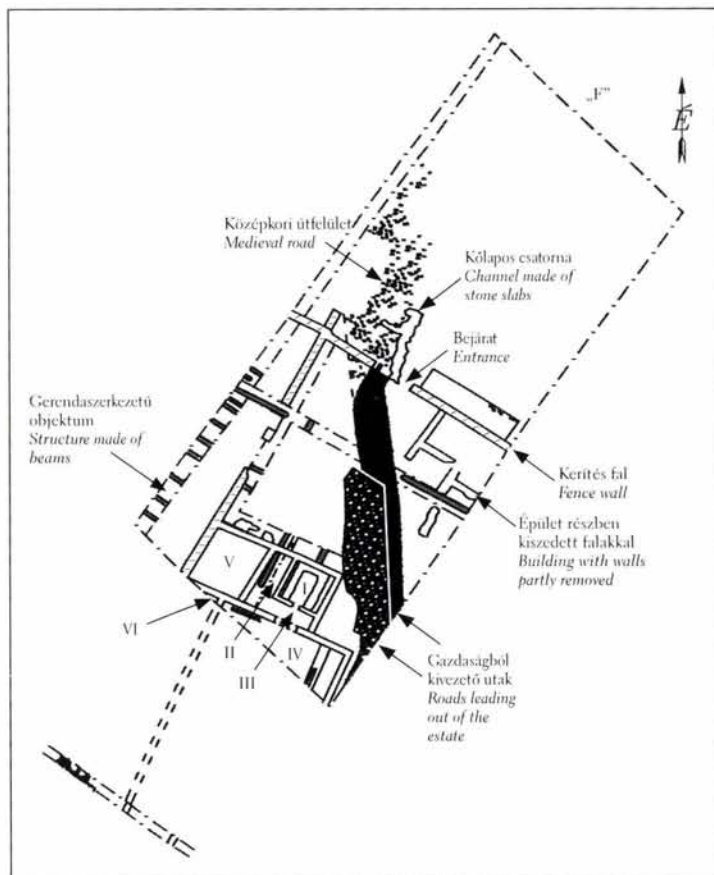 „F”
É
Középkori útfelület
Medieval road
Kőlapos csatorna
Channel made of
stone slabs
Bejárat
Entrance
Gerendaszerkezetű
objektum
Structure made of
beams
Kerítés fal
Fence wall
Épület részben
kiszedett falakkal
Building with walls
partly removed
V
I
VI
II
III
IV
Gazdaságból
kivezető utak
Roads leading
out of the
estate